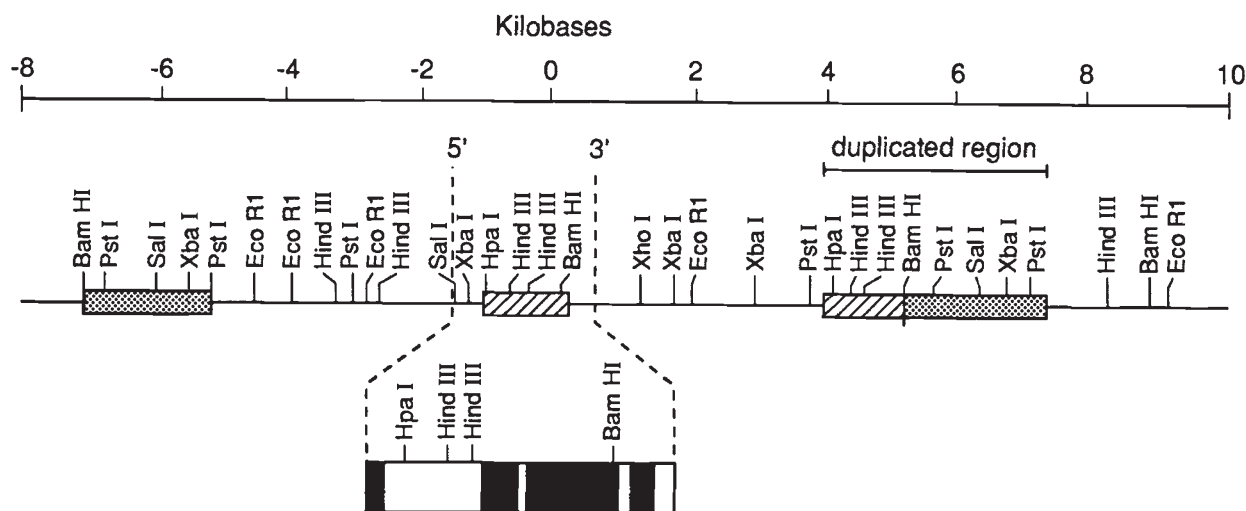 Kilobases
-8 -6 -4 -2 0 2 4 6 8 10
5' 3' duplicated region
Bam HI Pst I Sal I Xba I Pst I Eco R1 Eco R1 Hind III Pst I Eco R1 Hind III Sal I Xba I Hpa I Hind III Hind III Bam HI Xho I Xba I Eco R1 Xba I Pst I Hpa I Hind III Hind III Bam HI Pst I Sal I Xba I Pst I Hind III Bam HI Eco R1
Hpa I Hind III Hind III Bam HI